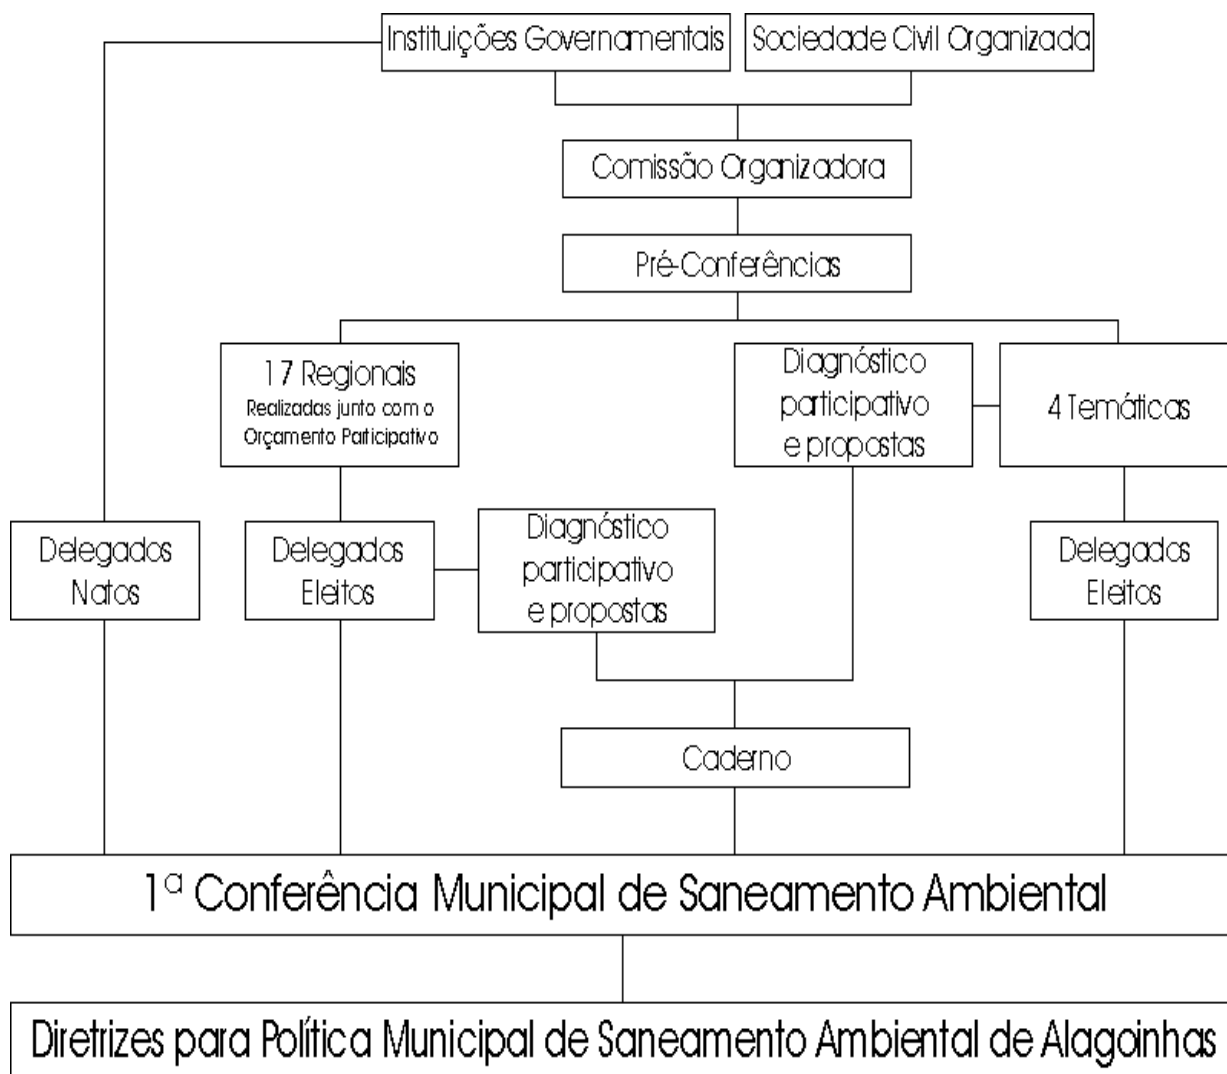 Instituições Governamentais
Sociedade Civil Organizada
Comissão Organizadora
Pré-Conferências
17 Regionais
Realizadas junto com o
Orçamento Participativo
Diagnóstico
participativo
e propostas
4 Temáticas
Delegados
Natos
Delegados
Eleitos
Diagnóstico
participativo
e propostas
Delegados
Eleitos
Caderno
1ª Conferência Municipal de Saneamento Ambiental
Diretrizes para Política Municipal de Saneamento Ambiental de Alagoinhas